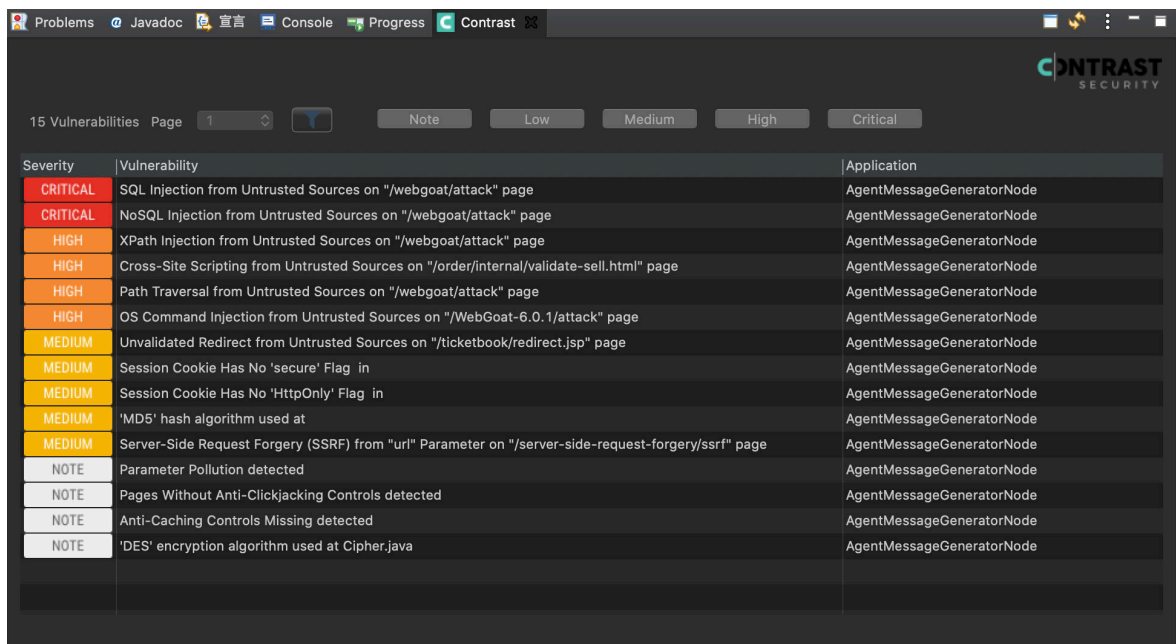 Problems @ Javadoc 宣言 Console Progress Contrast
CONTRAST
SECURITY
15 Vulnerabilities Page 1 Note Low Medium High Critical
Severity Vulnerability Application
CRITICAL SQL Injection from Untrusted Sources on "/webgoat/attack" page AgentMessageGeneratorNode
CRITICAL NoSQL Injection from Untrusted Sources on "/webgoat/attack" page AgentMessageGeneratorNode
HIGH XPath Injection from Untrusted Sources on "/webgoat/attack" page AgentMessageGeneratorNode
HIGH Cross-Site Scripting from Untrusted Sources on "/order/internal/validate-sell.html" page AgentMessageGeneratorNode
HIGH Path Traversal from Untrusted Sources on "/webgoat/attack" page AgentMessageGeneratorNode
HIGH OS Command Injection from Untrusted Sources on "/WebGoat-6.0.1/attack" page AgentMessageGeneratorNode
MEDIUM Unvalidated Redirect from Untrusted Sources on "/ticketbook/redirect.jsp" page AgentMessageGeneratorNode
MEDIUM Session Cookie Has No 'secure' Flag in AgentMessageGeneratorNode
MEDIUM Session Cookie Has No 'HttpOnly' Flag in AgentMessageGeneratorNode
MEDIUM 'MD5' hash algorithm used at AgentMessageGeneratorNode
MEDIUM Server-Side Request Forgery (SSRF) from "url" Parameter on "/server-side-request-forgery/ssrf" page AgentMessageGeneratorNode
NOTE Parameter Pollution detected AgentMessageGeneratorNode
NOTE Pages Without Anti-Clickjacking Controls detected AgentMessageGeneratorNode
NOTE Anti-Caching Controls Missing detected AgentMessageGeneratorNode
NOTE 'DES' encryption algorithm used at Cipher.java AgentMessageGeneratorNode